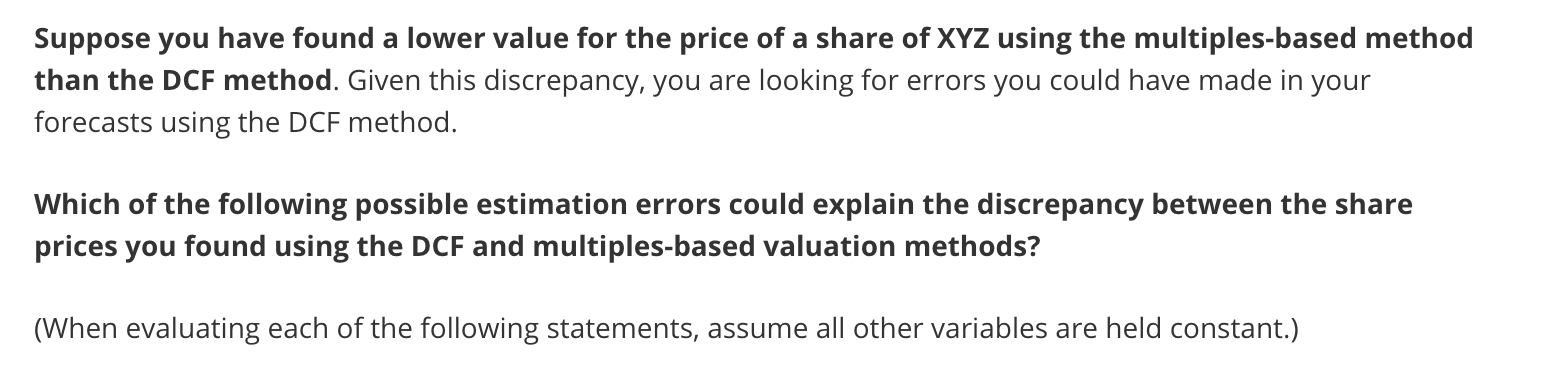 Suppose you have found a lower value for the price of a share of XYZ using the multiples-based method
than the DCF method. Given this discrepancy, you are looking for errors you could have made in your
forecasts using the DCF method.
Which of the following possible estimation errors could explain the discrepancy between the share
prices you found using the DCF and multiples-based valuation methods?
(When evaluating each of the following statements, assume all other variables are held constant.)